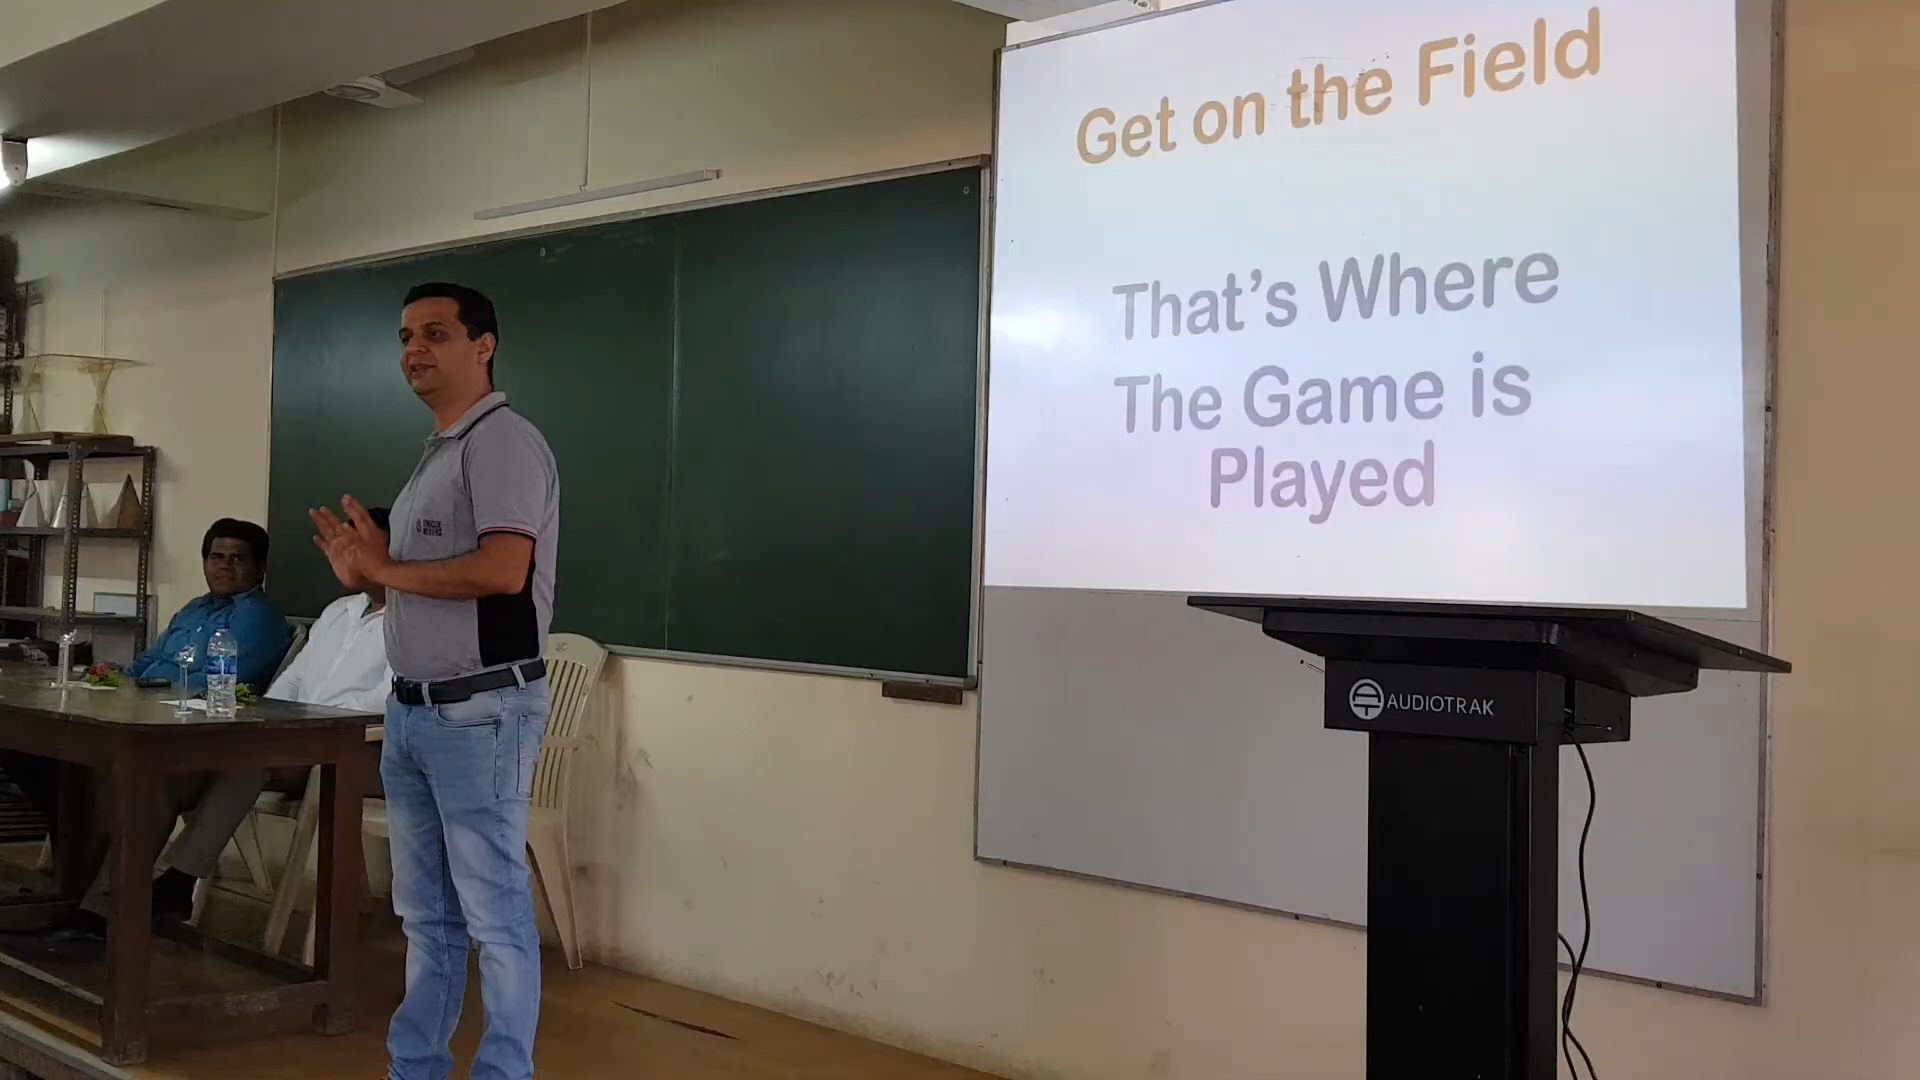 Get on the Field
That’s Where
The Game is
Played
AUDIOTRAK